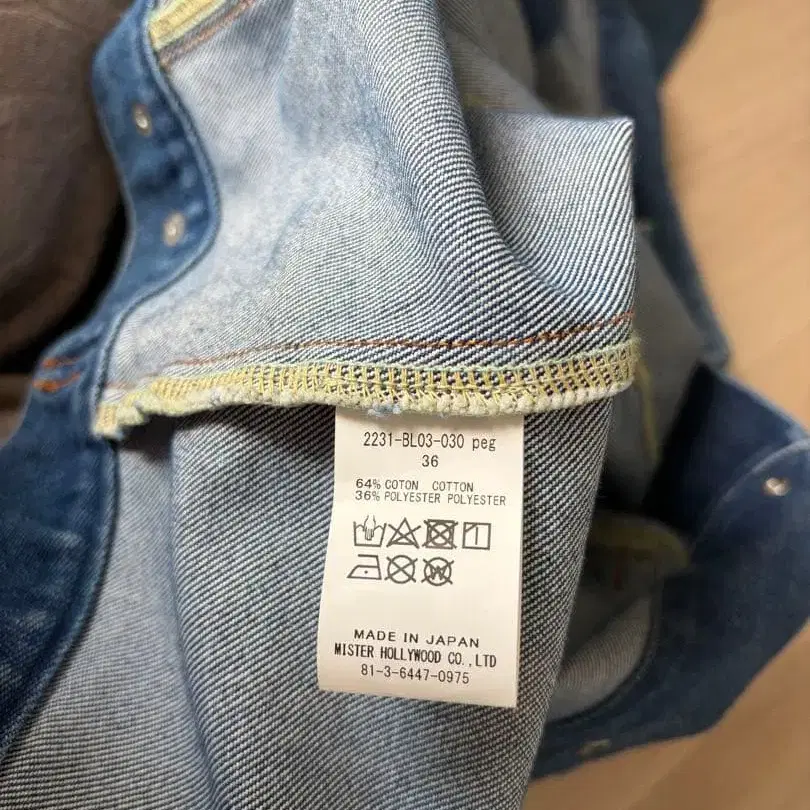 2231-BL03-030 peg
36
64% COTON COTTON
36% POLYESTER POLYESTER
MADE IN JAPAN
MISTER HOLLYWOOD CO.,LTD
81-3-6447-0975